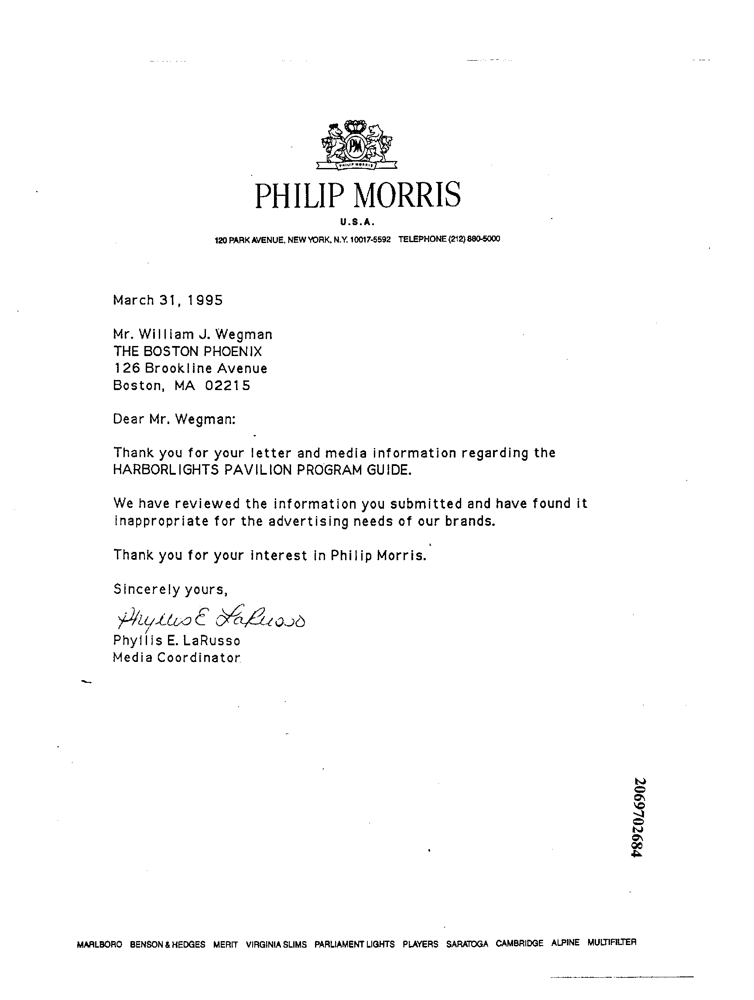 PM
PHILIP MORRIS
PHILIP MORRIS
U.S.A.
120 PARK AVENUE, NEW YORK, N.Y. 10017-5592 TELEPHONE (212) 880-5000
March 31, 1995
Mr. William J. Wegman
THE BOSTON PHOENIX
126 Brookline Avenue
Boston, MA 02215
Dear Mr. Wegman:
Thank you for your letter and media information regarding the
HARBORLIGHTS PAVILION PROGRAM GUIDE.
We have reviewed the information you submitted and have found it
inappropriate for the advertising needs of our brands.
Thank you for your interest in Philip Morris.
Sincerely yours,
Phyllis E LaRusso
Phyllis E. LaRusso
Media Coordinator
2069702684
MARLBORO BENSON & HEDGES MERIT VIRGINIA SLIMS PARLIAMENT LIGHTS PLAYERS SARATOGA CAMBRIDGE ALPINE MULTIFILTER